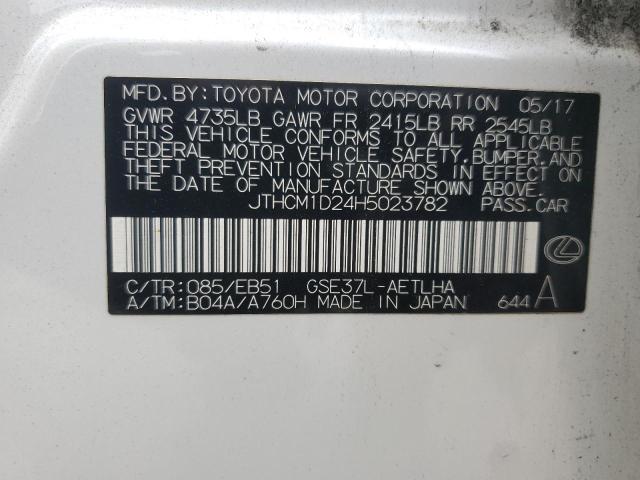 MFD.BY:TOYOTA MOTOR CORPORATION 05/17
GVWR 4735LB GAWR FR 2415LB RR 2545LB
THIS VEHICLE CONFORMS TO ALL APPLICABLE
FEDERAL MOTOR VEHICLE SAFETY.BUMPER.AND
THEFT PREVENTION STANDARDS IN EFFECT ON
THE DATE OF MANUFACTURE SHOWN ABOVE.
JTHCM1D24H5023782 PASS.CAR
C/TR:085/EB51 GSE37L-AETLHA
A/TM:B04A/A760H MADE IN JAPAN 644 A